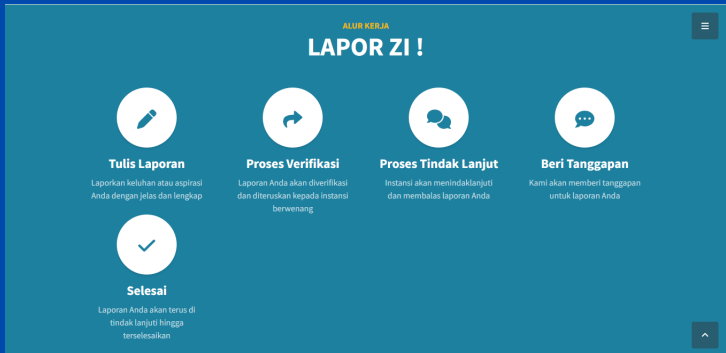 ALUR KERJA
LAPOR ZI !
Tulis Laporan
Laporkan keluhan atau aspirasi
Anda dengan jelas dan lengkap
Proses Verifikasi
Laporan Anda akan diverifikasi
dan diteruskan kepada instansi
berwenang
Proses Tindak Lanjut
Instansi akan menindaklanjuti
dan membalas laporan Anda
Beri Tanggapan
Kami akan memberi tanggapan
untuk laporan Anda
Selesai
Laporan Anda akan terus di
tindak lanjuti hingga
terselesaikan